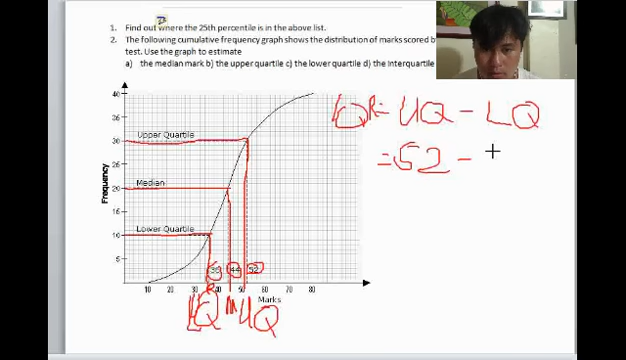 1. Find out where the 25th percentile is in the above list.
2. The following cumulative frequency graph shows the distribution of marks scored by
test. Use the graph to estimate
a) the median mark b) the upper quartile c) the lower quartile d) the interquartile
IQR = UQ - LQ
= 52 -
Frequency
40
35
30
25
20
15
10
5
Upper Quartile
Median
Lower Quartile
44 52
10 20 30 40 50 60 70 80
Marks
LQ M UQ